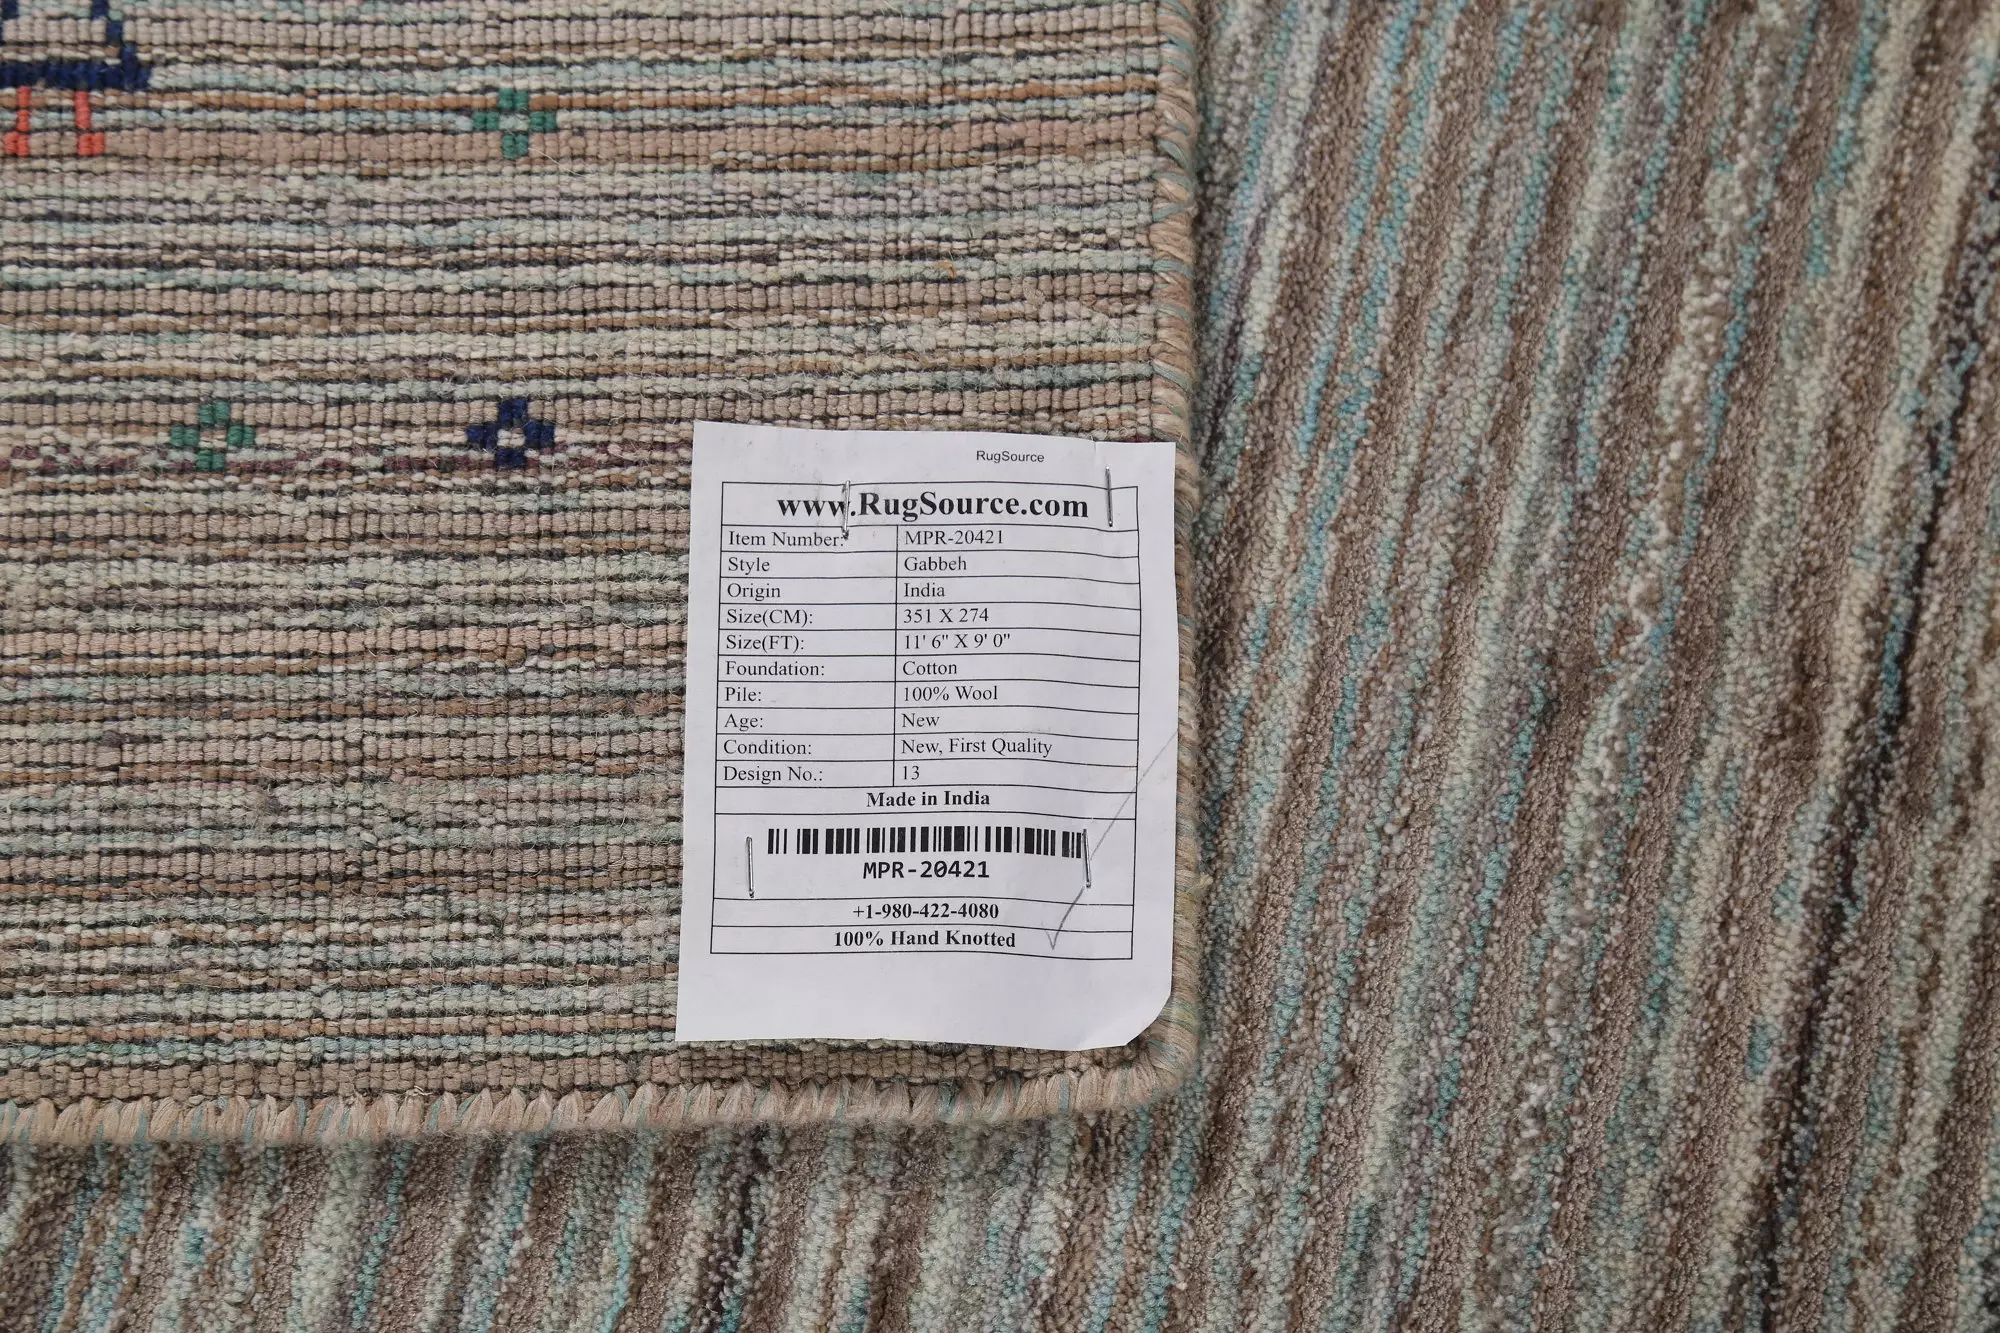 RugSource
www.RugSource.com
Item Number: MPR-20421
Style Gabbeh
Origin India
Size(CM): 351 X 274
Size(FT): 11' 6" X 9' 0"
Foundation: Cotton
Pile: 100% Wool
Age: New
Condition: New, First Quality
Design No.: 13
Made in India
MPR-20421
+1-980-422-4080
100% Hand Knotted